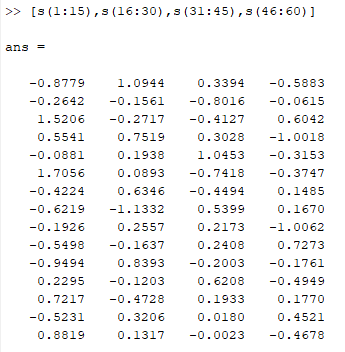 >> [s(1:15),s(16:30),s(31:45),s(46:60)]
ans =
-0.8779 1.0944 0.3394 -0.5883
-0.2642 -0.1561 -0.8016 -0.0615
1.5206 -0.2717 -0.4127 0.6042
0.5541 0.7519 0.3028 -1.0018
-0.0881 0.1938 1.0453 -0.3153
1.7056 0.0893 -0.7418 -0.3747
-0.4224 0.6346 -0.4494 0.1485
-0.6219 -1.1332 0.5399 0.1670
-0.1926 0.2557 0.2173 -1.0062
-0.5498 -0.1637 0.2408 0.7273
-0.9494 0.8393 -0.2003 -0.1761
0.2295 -0.1203 0.6208 -0.4949
0.7217 -0.4728 0.1933 0.1770
-0.5231 0.3206 0.0180 0.4521
0.8819 0.1317 -0.0023 -0.4678